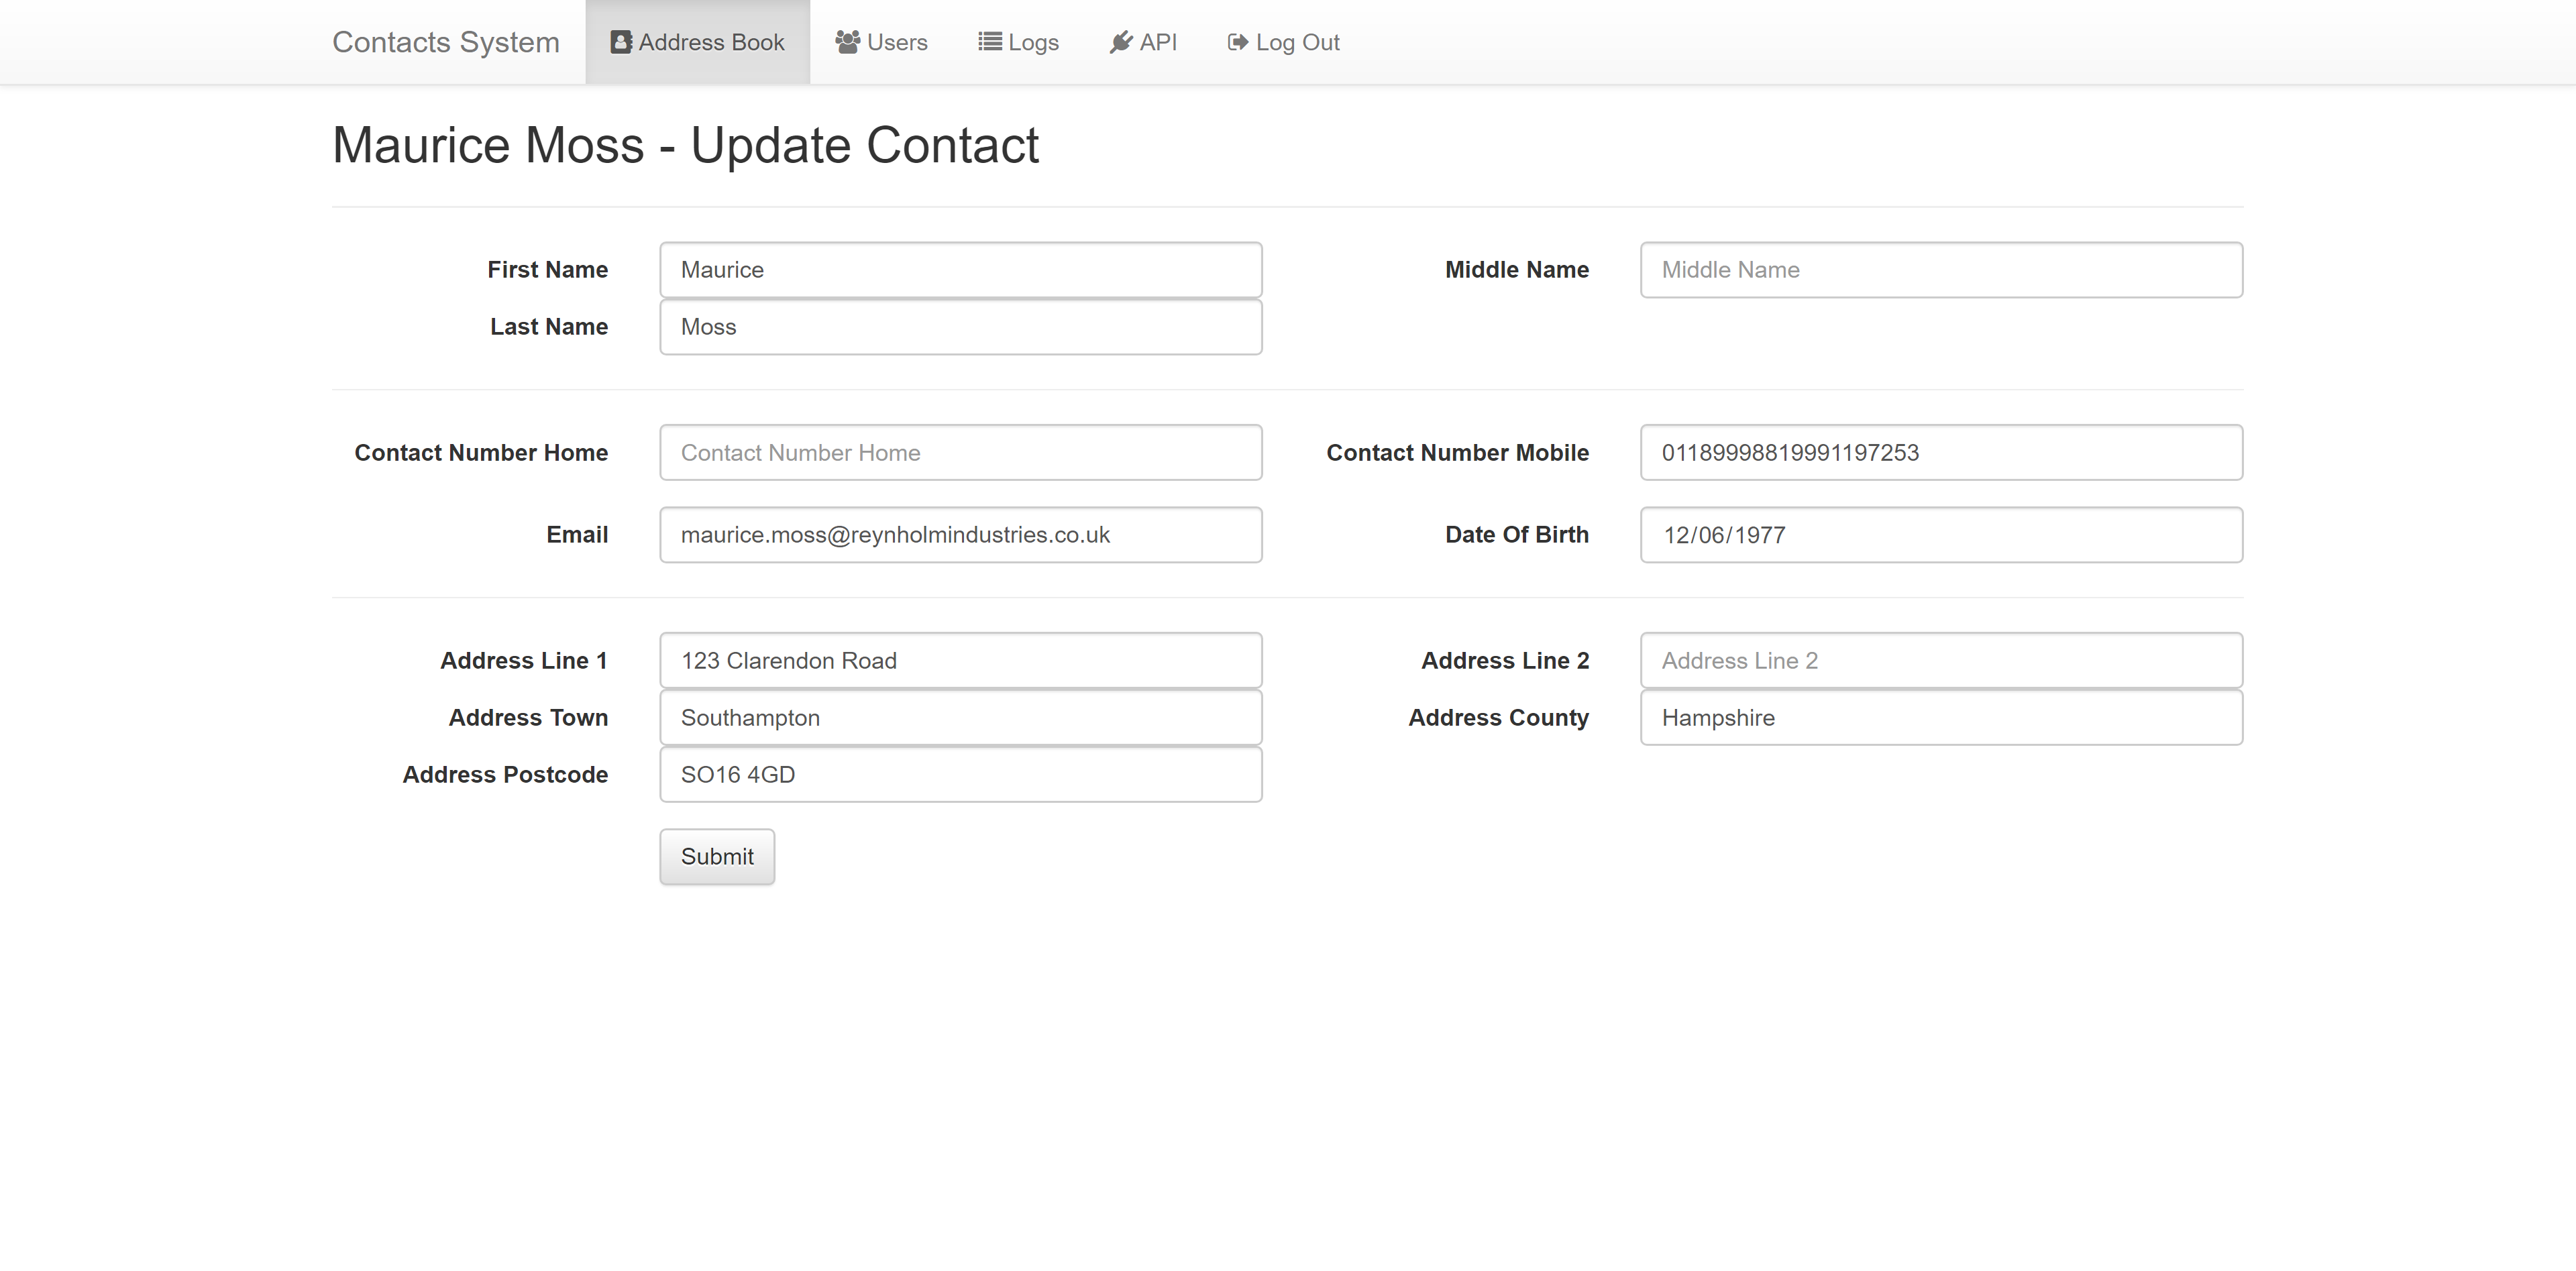 Contacts System Address Book Users Logs API Log Out
Maurice Moss - Update Contact
First Name Maurice Middle Name Middle Name
Last Name Moss
Contact Number Home Contact Number Home Contact Number Mobile 01189998819991197253
Email maurice.moss@reynholmindustries.co.uk Date Of Birth 12/06/1977
Address Line 1 123 Clarendon Road Address Line 2 Address Line 2
Address Town Southampton Address County Hampshire
Address Postcode SO16 4GD
Submit